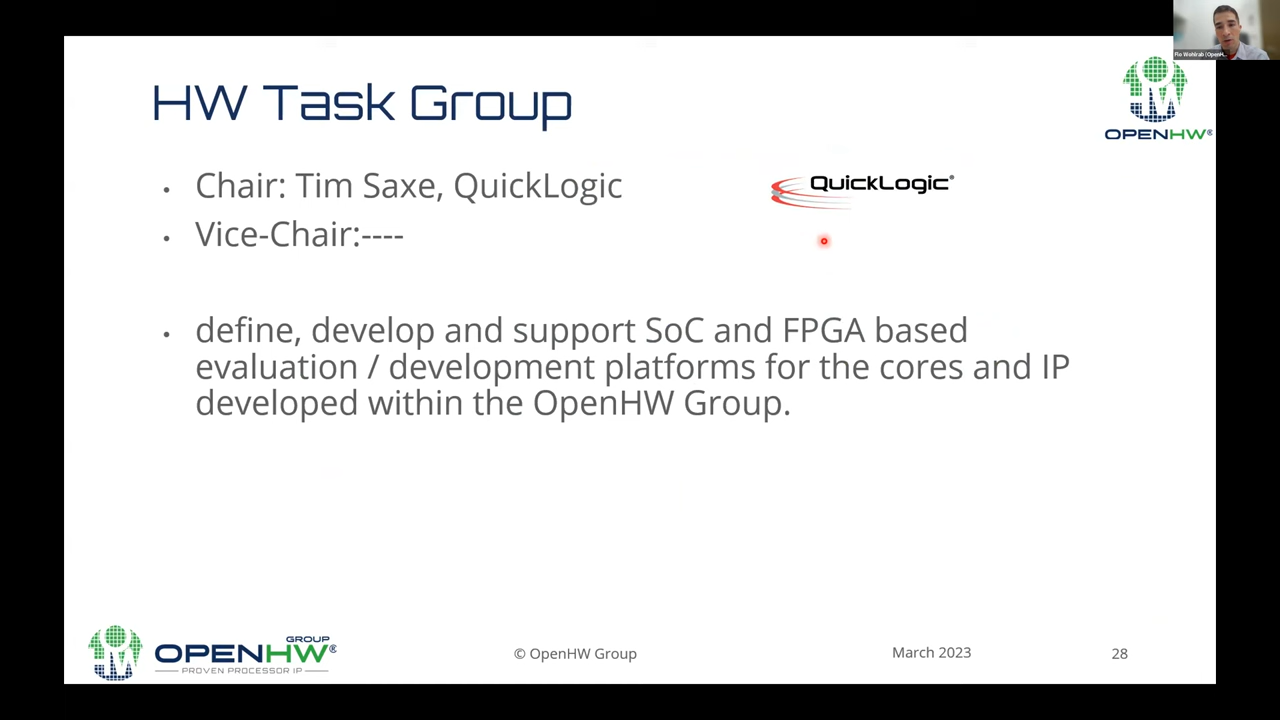 HW Task Group
OPENHW®
• Chair: Tim Saxe, QuickLogic
QuickLogic®
• Vice-Chair:----
• define, develop and support SoC and FPGA based
evaluation / development platforms for the cores and IP
developed within the OpenHW Group.
GROUP
OPENHW®
PROVEN PROCESSOR IP
© OpenHW Group
March 2023
28